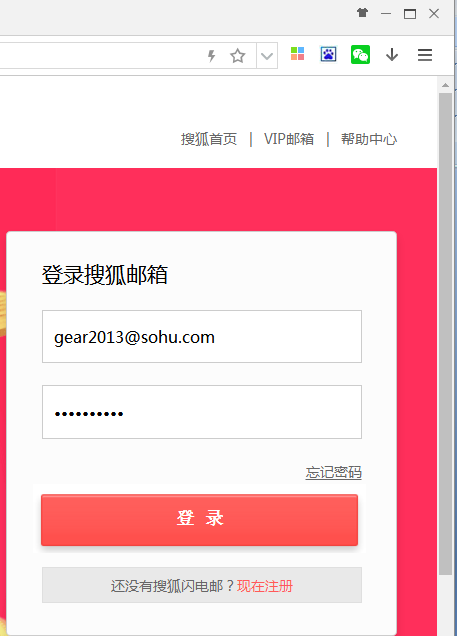 搜狐首页 | VIP邮箱 | 帮助中心
登录搜狐邮箱
gear2013@sohu.com
••••••••••
忘记密码
登 录
还没有搜狐闪电邮？现在注册